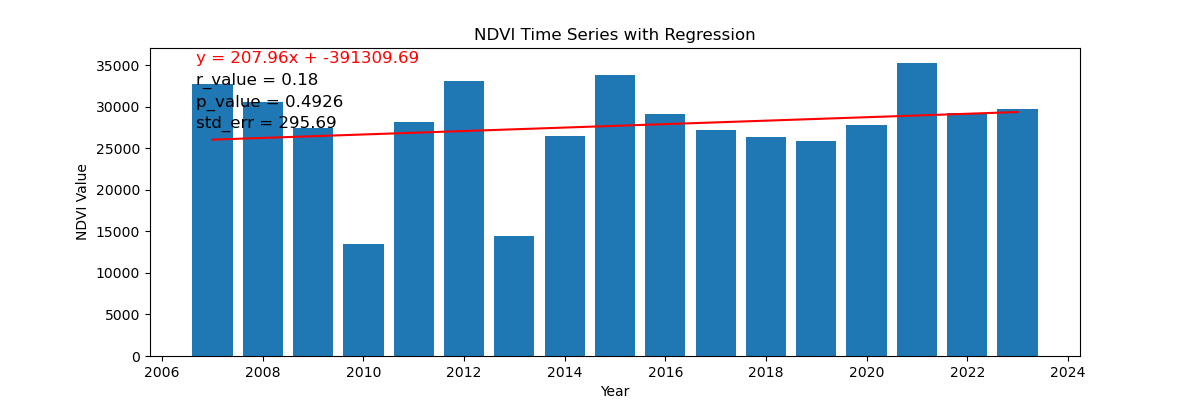 NDVI Time Series with Regression
y = 207.96x + -391309.69
r_value = 0.18
p_value = 0.4926
std_err = 295.69
35000
30000
25000
20000
15000
10000
5000
0
NDVI Value
2006 2008 2010 2012 2014 2016 2018 2020 2022 2024
Year